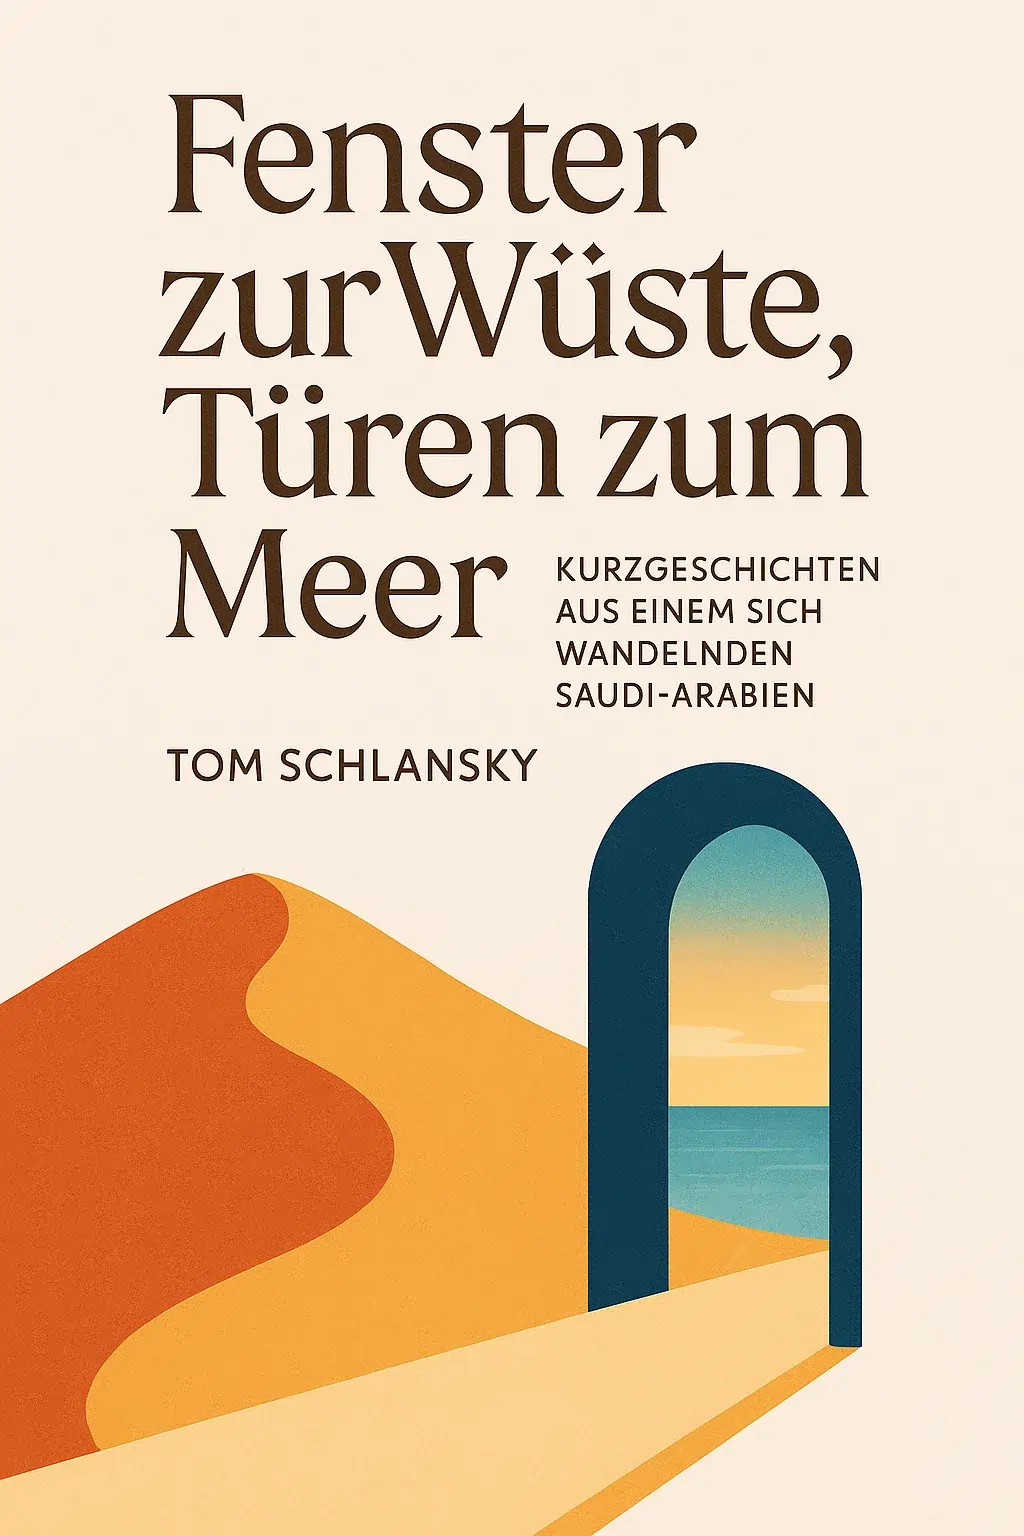 Fenster
zur Wüste,
Türen zum
Meer
KURZGESCHICHTEN
AUS EINEM SICH
WANDELNDEN
SAUDI-ARABIEN
TOM SCHLANSKY